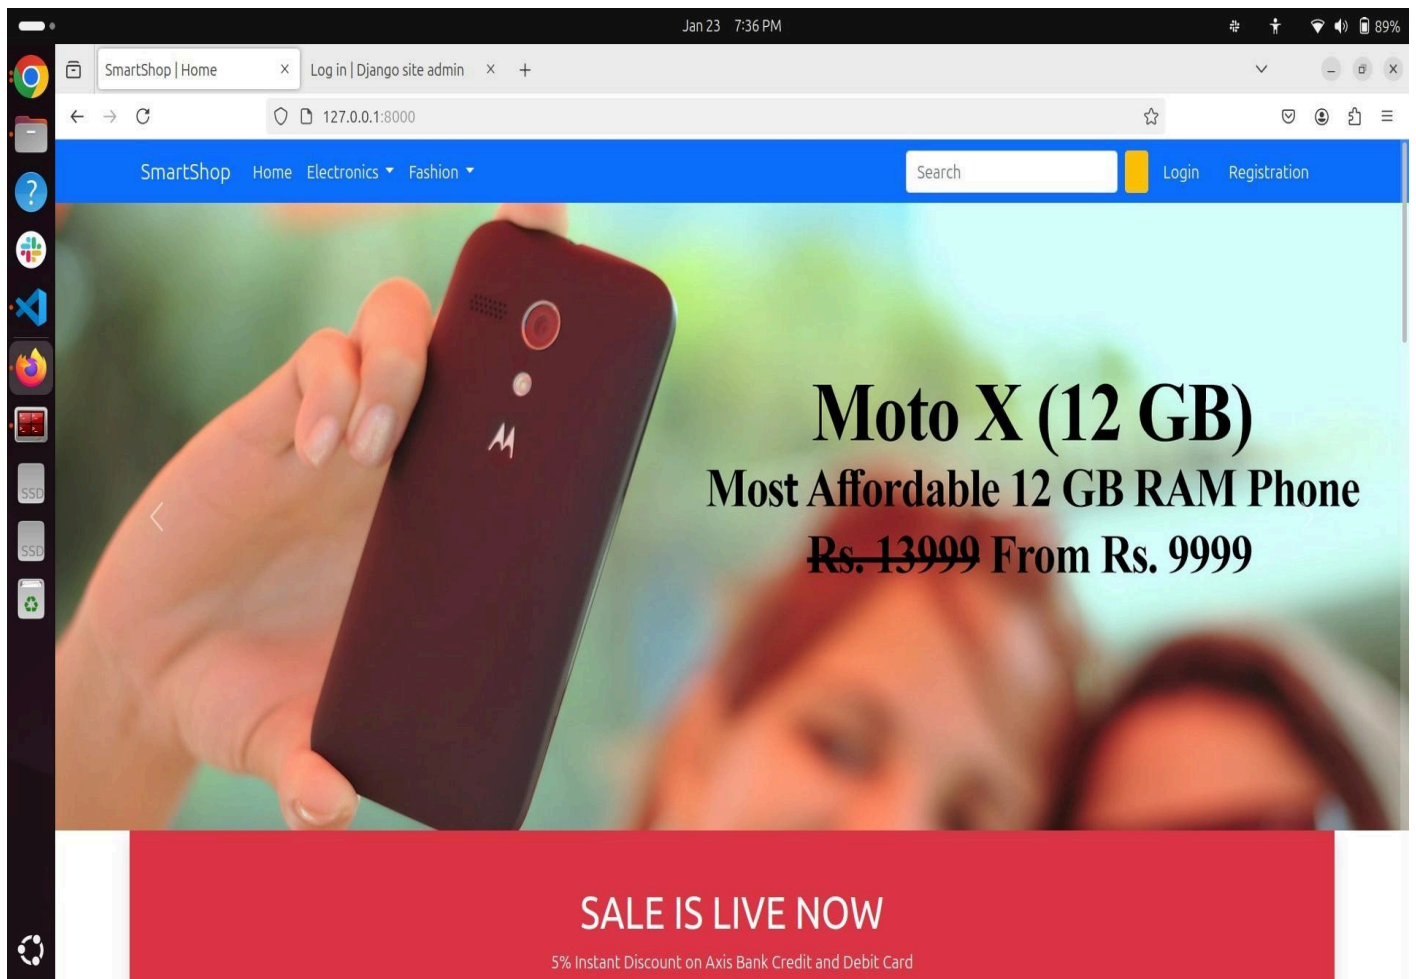 Jan 23 7:36 PM
89%
SmartShop | Home
Log in | Django site admin
127.0.0.1:8000
SmartShop Home Electronics Fashion Search Login Registration
SSD
SSD
Moto X (12 GB)
Most Affordable 12 GB RAM Phone
Rs. 13999 From Rs. 9999
SALE IS LIVE NOW
5% Instant Discount on Axis Bank Credit and Debit Card